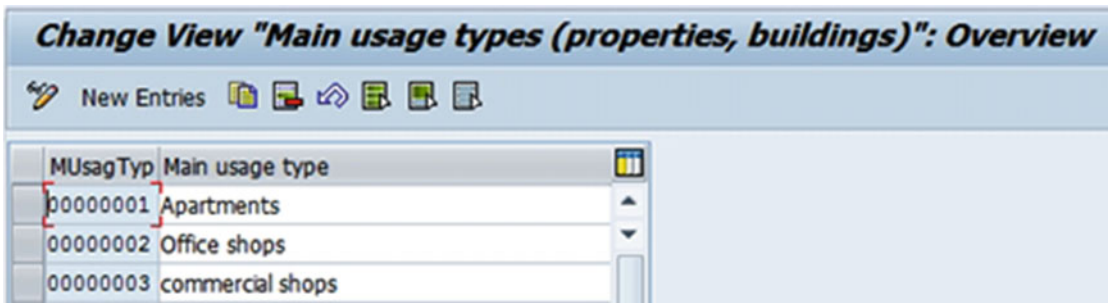 Change View "Main usage types (properties, buildings)": Overview
New Entries
MUsagTyp Main usage type
00000001 Apartments
00000002 Office shops
00000003 commercial shops